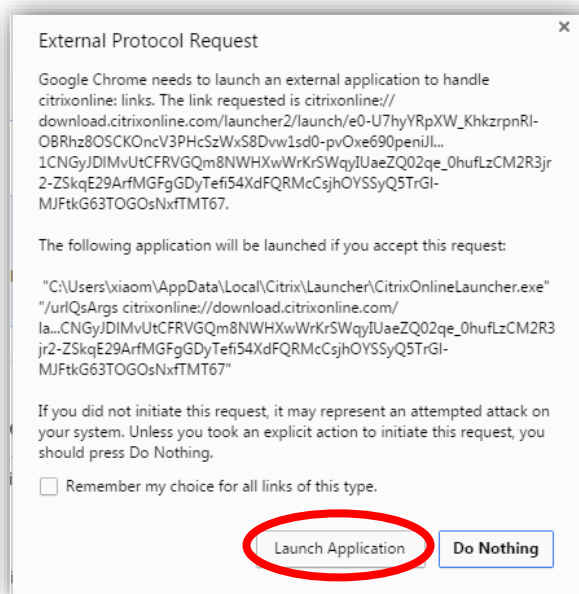 External Protocol Request
Google Chrome needs to launch an external application to handle
citrixonline: links. The link requested is citrixonline://
download.citrixonline.com/launcher2/launch/e0-U7hyYRpXW_KhkzrpnRI-
OBRhz8OSCKOncV3PHcSzWxS8Dvw1sd0-pvOxe690peniJl...
1CNGyJDlMvUtCFRVGQm8NWHXwWrKrSWqyIUaeZQ02qe_0hufLzCM2R3jr
2-ZSkqE29ArfMGFgGDyTefi54XdFQRMcCsjhOYSSyQ5TrGl-
MJFtkG63TOGOsNxfTMT67.
The following application will be launched if you accept this request:
"C:\Users\xiaom\AppData\Local\Citrix\Launcher\CitrixOnlineLauncher.exe"
"/urlQsArgs citrixonline://download.citrixonline.com/
la...CNGyJDlMvUtCFRVGQm8NWHXwWrKrSWqyIUaeZQ02qe_0hufLzCM2R3
jr2-ZSkqE29ArfMGFgGDyTefi54XdFQRMcCsjhOYSSyQ5TrGl-
MJFtkG63TOGOsNxfTMT67"
If you did not initiate this request, it may represent an attempted attack on
your system. Unless you took an explicit action to initiate this request, you
should press Do Nothing.
Remember my choice for all links of this type.
Launch Application
Do Nothing